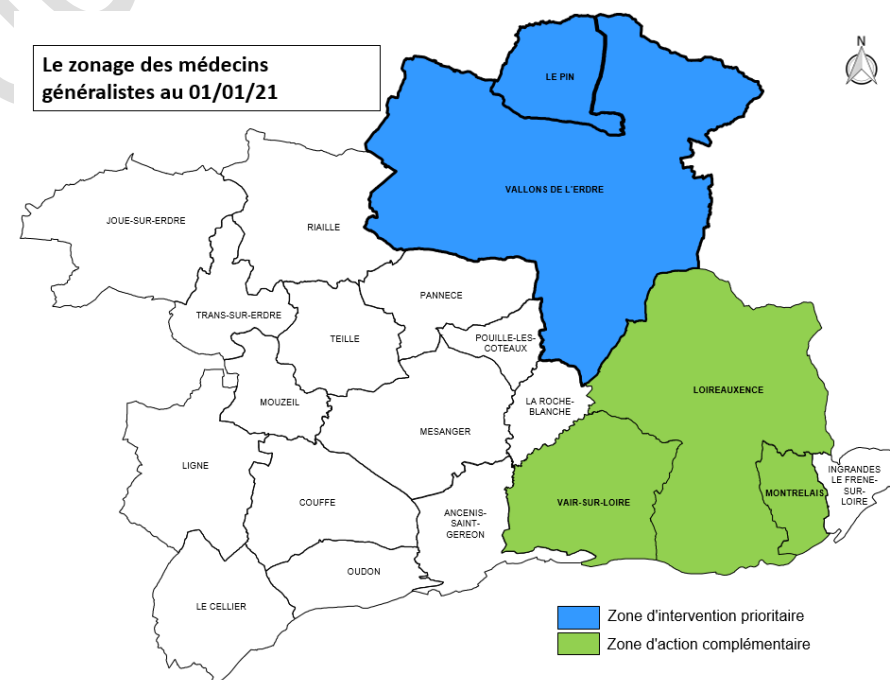 Le zonage des médecins
généralistes au 01/01/21
N
LE PIN
VALLONS DE L'ERDRE
JOUE-SUR-ERDRE
RIAILLE
PANNECE
TRANS-SUR-ERDRE
TEILLE
POUILLE-LES-
COTEAUX
LOIREAUXENCE
MOUZEIL
LA ROCHE-
BLANCHE
MESANGER
LIGNE
INGRANDES
LE FRENE-
SUR-
LOIRE
MONTRELAIS
COUFFE
VAIR-SUR-LOIRE
ANCENIS-
SAINT-
GEREON
OUDON
LE CELLIER
Zone d'intervention prioritaire
Zone d'action complémentaire